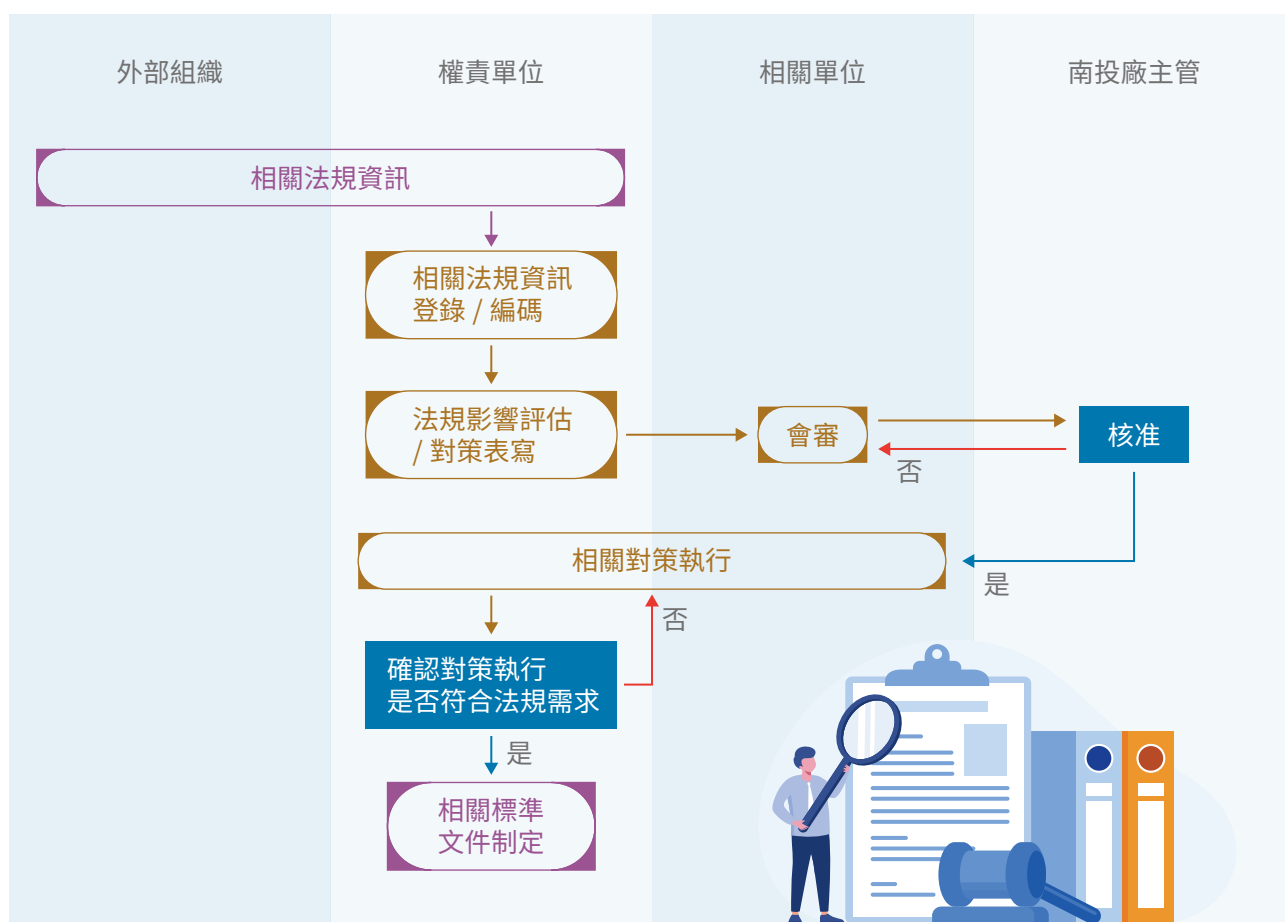 外部組織
權責單位
相關單位
南投廠主管
相關法規資訊
相關法規資訊
登錄 / 編碼
法規影響評估
/ 對策表寫
會審
核准
否
相關對策執行
是
否
確認對策執行
是否符合法規需求
是
相關標準
文件制定